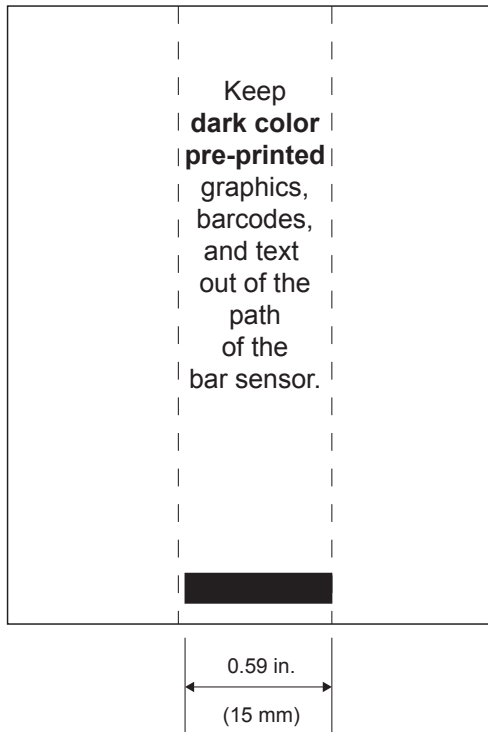 Keep
dark color
pre-printed
graphics,
barcodes,
and text
out of the
path
of the
bar sensor.
0.59 in.
(15 mm)